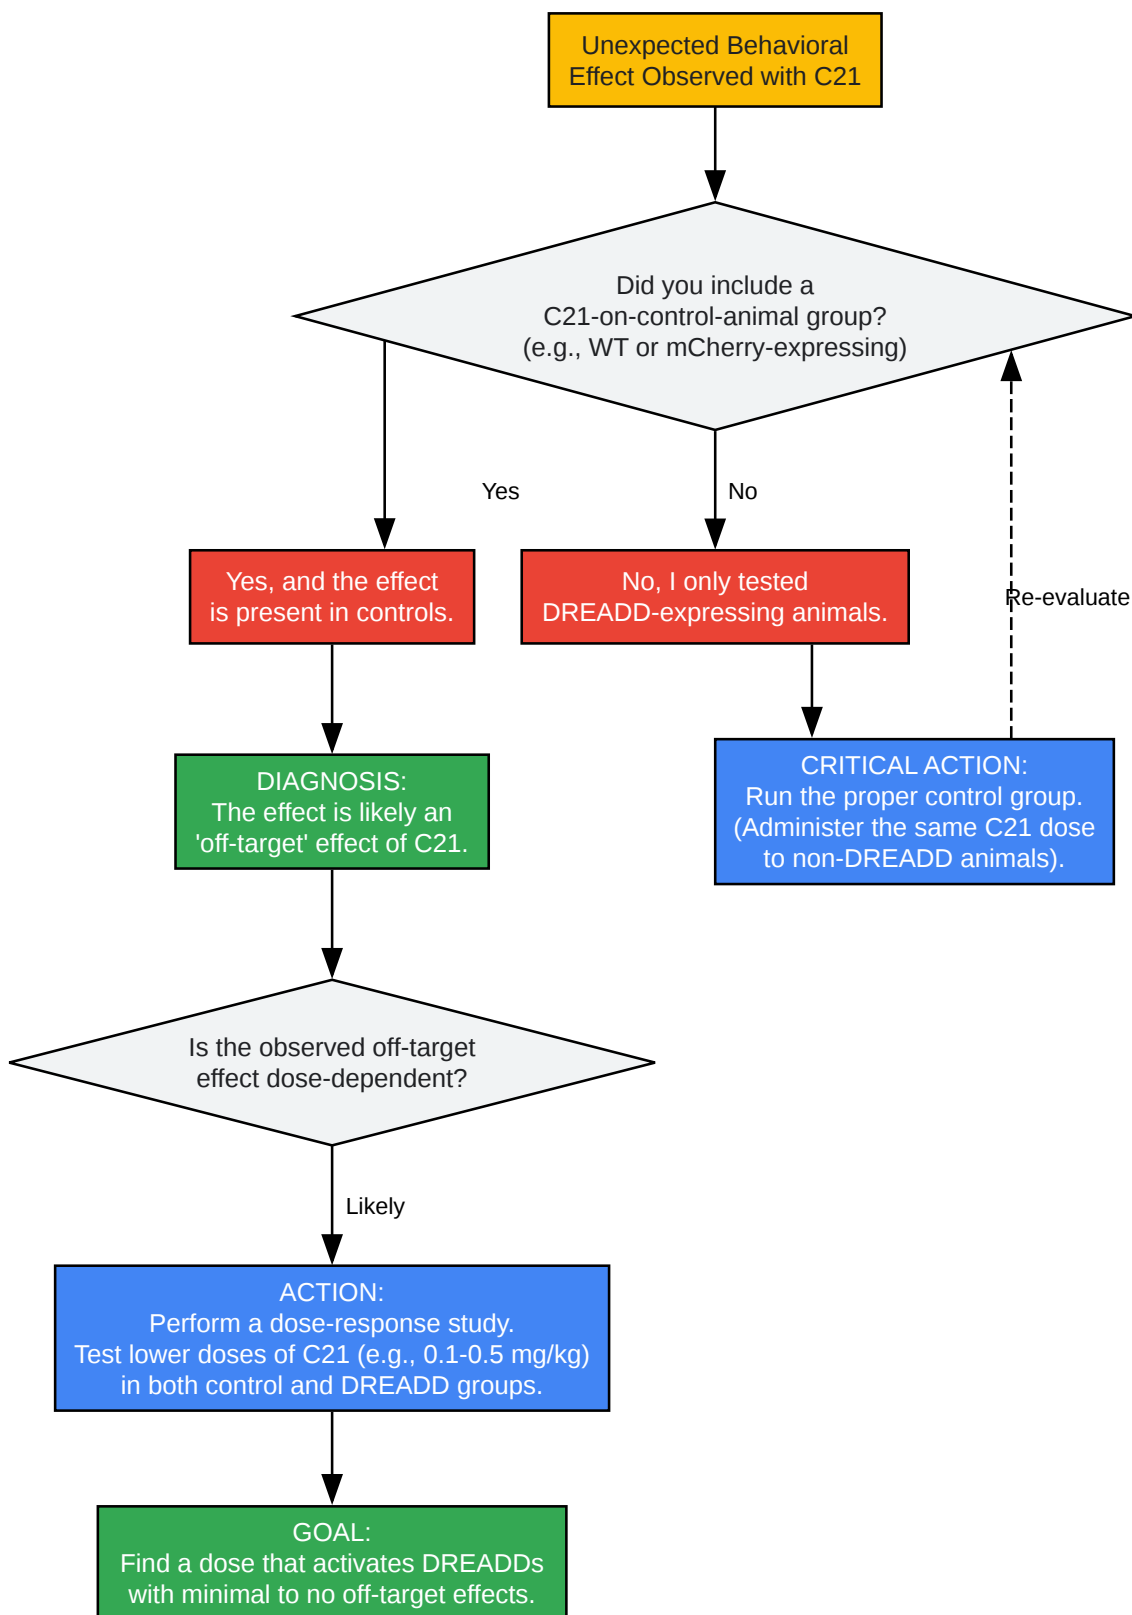 Unexpected Behavioral
Effect Observed with C21
Did you include a
C21-on-control-animal group?
(e.g., WT or mCherry-expressing)
Yes
No
Yes, and the effect
is present in controls.
No, I only tested
DREADD-expressing animals.
Re-evaluate
DIAGNOSIS:
The effect is likely an
'off-target' effect of C21.
CRITICAL ACTION:
Run the proper control group.
(Administer the same C21 dose
to non-DREADD animals).
Is the observed off-target
effect dose-dependent?
Likely
ACTION:
Perform a dose-response study.
Test lower doses of C21 (e.g., 0.1-0.5 mg/kg)
in both control and DREADD groups.
GOAL:
Find a dose that activates DREADDs
with minimal to no off-target effects.